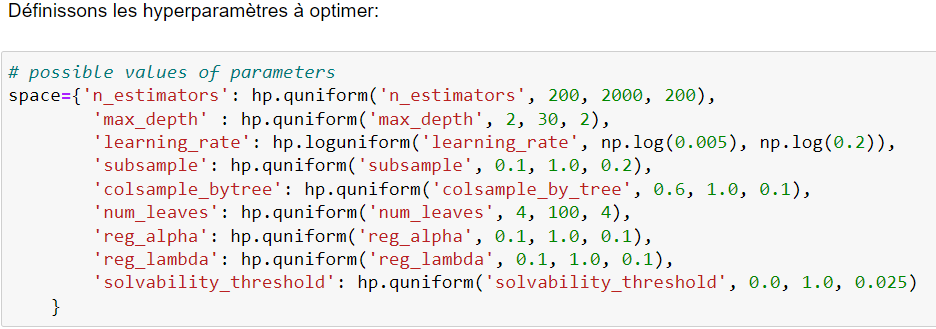 Définissons les hyperparamètres à optimer:
# possible values of parameters
space={'n_estimators': hp.quniform('n_estimators', 200, 2000, 200),
'max_depth' : hp.quniform('max_depth', 2, 30, 2),
'learning_rate': hp.loguniform('learning_rate', np.log(0.005), np.log(0.2)),
'subsample': hp.quniform('subsample', 0.1, 1.0, 0.2),
'colsample_bytree': hp.quniform('colsample_by_tree', 0.6, 1.0, 0.1),
'num_leaves': hp.quniform('num_leaves', 4, 100, 4),
'reg_alpha': hp.quniform('reg_alpha', 0.1, 1.0, 0.1),
'reg_lambda': hp.quniform('reg_lambda', 0.1, 1.0, 0.1),
'solvability_threshold': hp.quniform('solvability_threshold', 0.0, 1.0, 0.025)
}